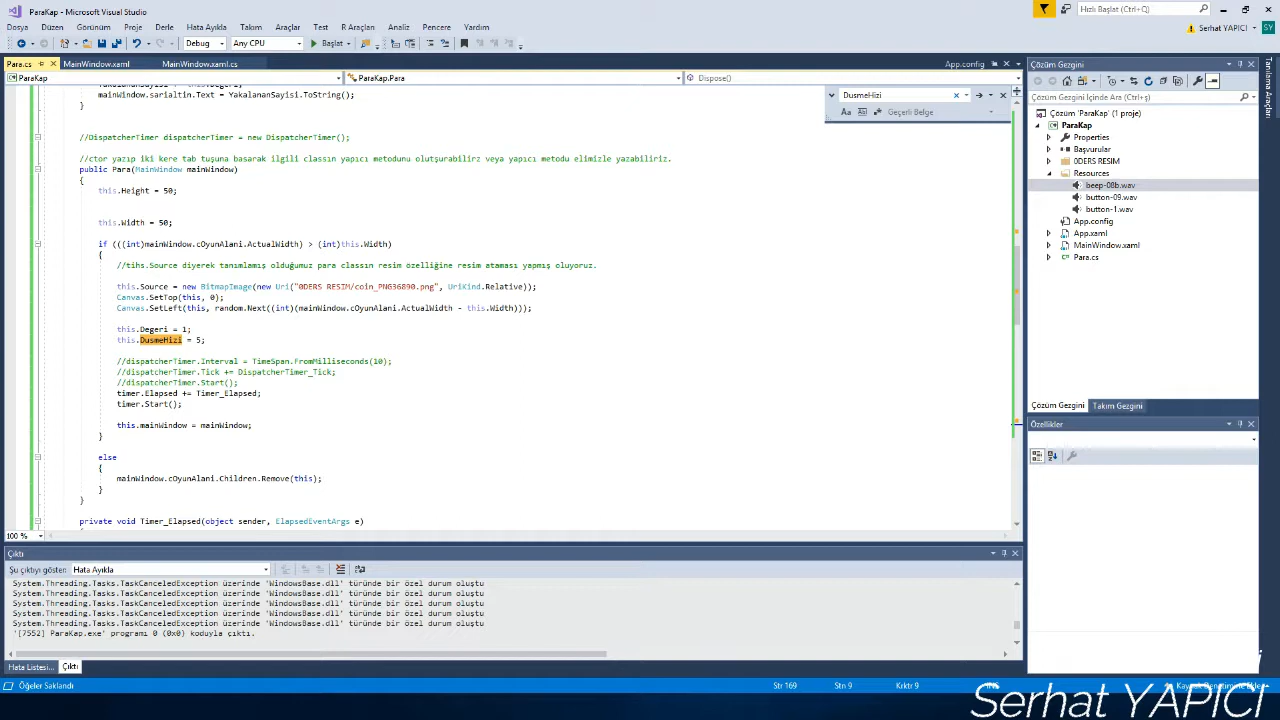 ParaKap - Microsoft Visual Studio
Hızlı Başlat (Ctrl+Q)
Dosya Düzen Görünüm Proje Derle Hata Ayıkla Takım Araçlar Test R Araçları Analiz Pencere Yardım
Serhat YAPICI SY
Debug Any CPU Başlat
Para.cs MainWindow.xaml MainWindow.xaml.cs App.config
ParaKap ParaKap.Para Dispose()
mainWindow.sarialtin.Text = YakalananSayisi.ToString();
}
DusmeHizi
Aa Geçerli Belge
//DispatcherTimer dispatcherTimer = new DispatcherTimer();
//ctor yazıp iki kere tab tuşuna basarak ilgili classın yapıcı metodunu olutşurabilirz veya yapıcı metodu elimizle yazabiliriz.
public Para(MainWindow mainWindow)
{
this.Height = 50;
this.Width = 50;
if (((int)mainWindow.cOyunAlani.ActualWidth) > (int)this.Width)
{
//tihs.Source diyerek tanımlamış olduğumuz para classın resim özelliğine resim ataması yapmış oluyoruz.
this.Source = new BitmapImage(new Uri("0DERS RESIM/coin_PNG36890.png", UriKind.Relative));
Canvas.SetTop(this, 0);
Canvas.SetLeft(this, random.Next((int)(mainWindow.cOyunAlani.ActualWidth - this.Width)));
this.Degeri = 1;
this.DusmeHizi = 5;
//dispatcherTimer.Interval = TimeSpan.FromMilliseconds(10);
//dispatcherTimer.Tick += DispatcherTimer_Tick;
//dispatcherTimer.Start();
timer.Elapsed += Timer_Elapsed;
timer.Start();
this.mainWindow = mainWindow;
}
else
{
mainWindow.cOyunAlani.Children.Remove(this);
}
}
private void Timer_Elapsed(object sender, ElapsedEventArgs e)
100 %
Çıktı
Şu çıktıyı göster: Hata Ayıkla
System.Threading.Tasks.TaskCanceledException üzerinde 'WindowsBase.dll' türünde bir özel durum oluştu
System.Threading.Tasks.TaskCanceledException üzerinde 'WindowsBase.dll' türünde bir özel durum oluştu
System.Threading.Tasks.TaskCanceledException üzerinde 'WindowsBase.dll' türünde bir özel durum oluştu
System.Threading.Tasks.TaskCanceledException üzerinde 'WindowsBase.dll' türünde bir özel durum oluştu
System.Threading.Tasks.TaskCanceledException üzerinde 'WindowsBase.dll' türünde bir özel durum oluştu
'[7552] ParaKap.exe' programı 0 (0x0) koduyla çıktı.
Hata Listesi... Çıktı
Çözüm Gezgini
Çözüm Gezgini İçinde Ara (Ctrl+ş)
Çözüm 'ParaKap' (1 proje)
ParaKap
Properties
Başvurular
0DERS RESIM
Resources
beep-08b.wav
button-09.wav
button-1.wav
App.config
App.xaml
MainWindow.xaml
Para.cs
Çözüm Gezgini Takım Gezgini
Özellikler
Tanılama Araçları
Öğeler Saklandı Str 169 Stn 9 Krktr 9
Serhat YAPICI